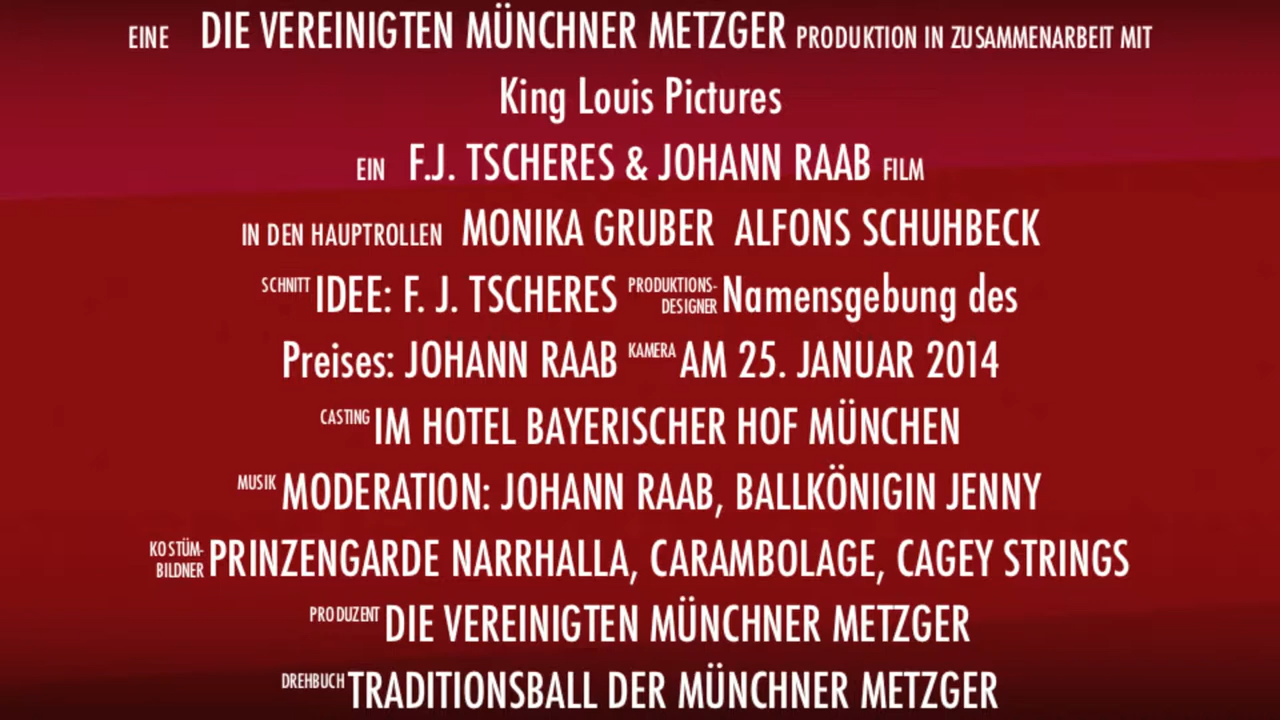 EINE DIE VEREINIGTEN MÜNCHNER METZGER PRODUKTION IN ZUSAMMENARBEIT MIT
King Louis Pictures
EIN F.J. TSCHERES & JOHANN RAAB FILM
IN DEN HAUPTROLLEN MONIKA GRUBER ALFONS SCHUHBECK
SCHNITT IDEE: F. J. TSCHERES PRODUKTIONS-DESIGNER Namensgebung des
Preises: JOHANN RAAB KAMERA AM 25. JANUAR 2014
CASTING IM HOTEL BAYERISCHER HOF MÜNCHEN
MUSIK MODERATION: JOHANN RAAB, BALLKÖNIGIN JENNY
KOSTÜM-BILDNER PRINZENGARDE NARRHALLA, CARAMBOLAGE, CAGEY STRINGS
PRODUZENT DIE VEREINIGTEN MÜNCHNER METZGER
DREHBUCH TRADITIONSBALL DER MÜNCHNER METZGER